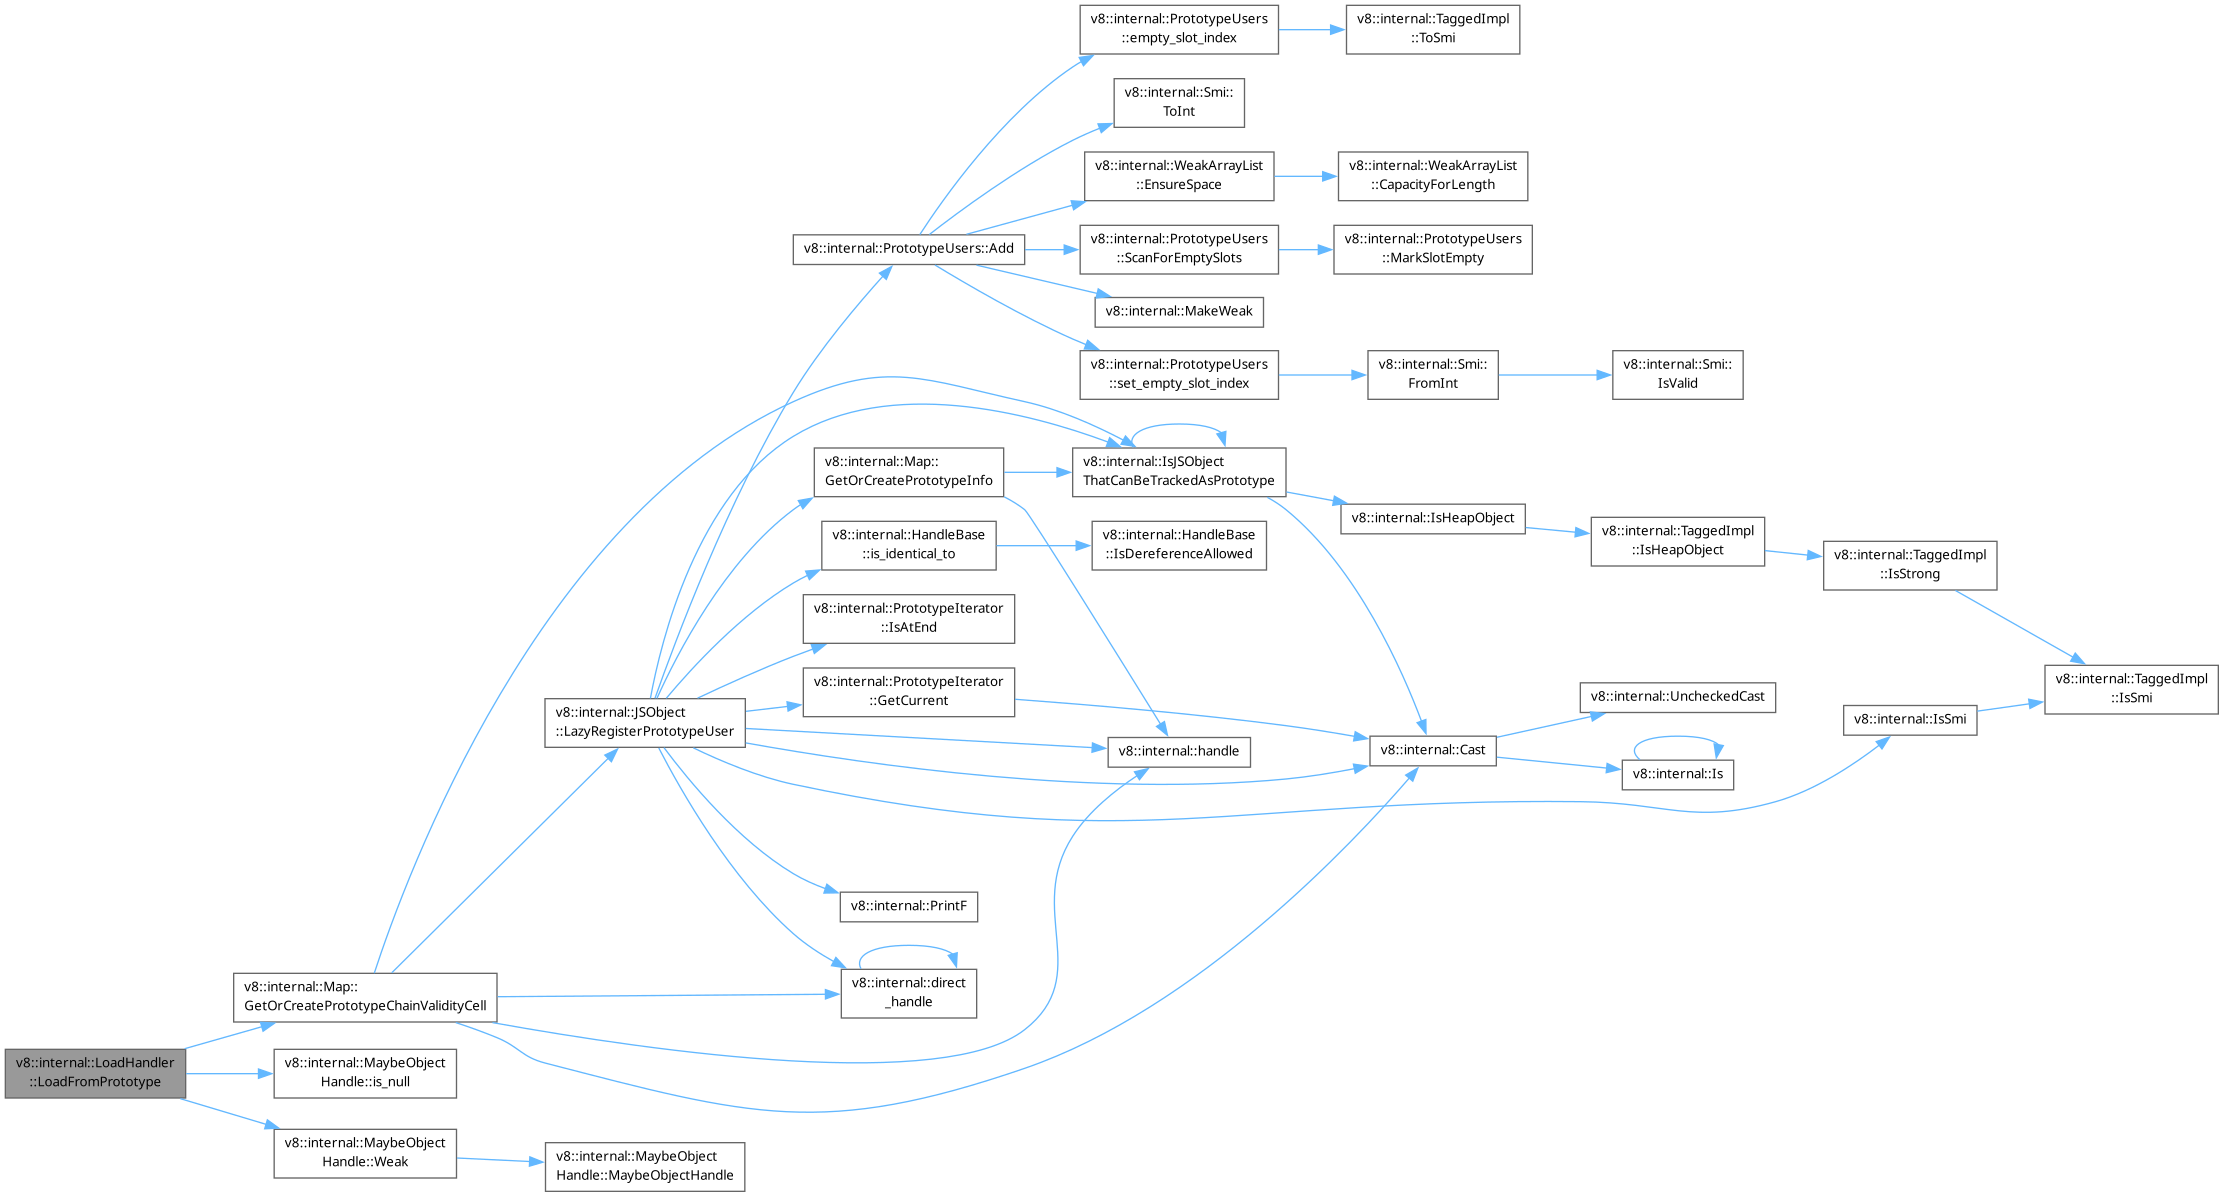 v8::internal::PrototypeUsers
::empty_slot_index
v8::internal::TaggedImpl
::ToSmi
v8::internal::Smi::
ToInt
v8::internal::WeakArrayList
::EnsureSpace
v8::internal::WeakArrayList
::CapacityForLength
v8::internal::PrototypeUsers::Add
v8::internal::PrototypeUsers
::ScanForEmptySlots
v8::internal::PrototypeUsers
::MarkSlotEmpty
v8::internal::MakeWeak
v8::internal::PrototypeUsers
::set_empty_slot_index
v8::internal::Smi::
FromInt
v8::internal::Smi::
IsValid
v8::internal::Map::
GetOrCreatePrototypeInfo
v8::internal::IsJSObject
ThatCanBeTrackedAsPrototype
v8::internal::IsHeapObject
v8::internal::TaggedImpl
::IsHeapObject
v8::internal::HandleBase
::is_identical_to
v8::internal::HandleBase
::IsDereferenceAllowed
v8::internal::TaggedImpl
::IsStrong
v8::internal::PrototypeIterator
::IsAtEnd
v8::internal::PrototypeIterator
::GetCurrent
v8::internal::TaggedImpl
::IsSmi
v8::internal::UncheckedCast
v8::internal::JSObject
::LazyRegisterPrototypeUser
v8::internal::IsSmi
v8::internal::handle
v8::internal::Cast
v8::internal::Is
v8::internal::PrintF
v8::internal::direct
_handle
v8::internal::Map::
GetOrCreatePrototypeChainValidityCell
v8::internal::LoadHandler
::LoadFromPrototype
v8::internal::MaybeObject
Handle::is_null
v8::internal::MaybeObject
Handle::Weak
v8::internal::MaybeObject
Handle::MaybeObjectHandle